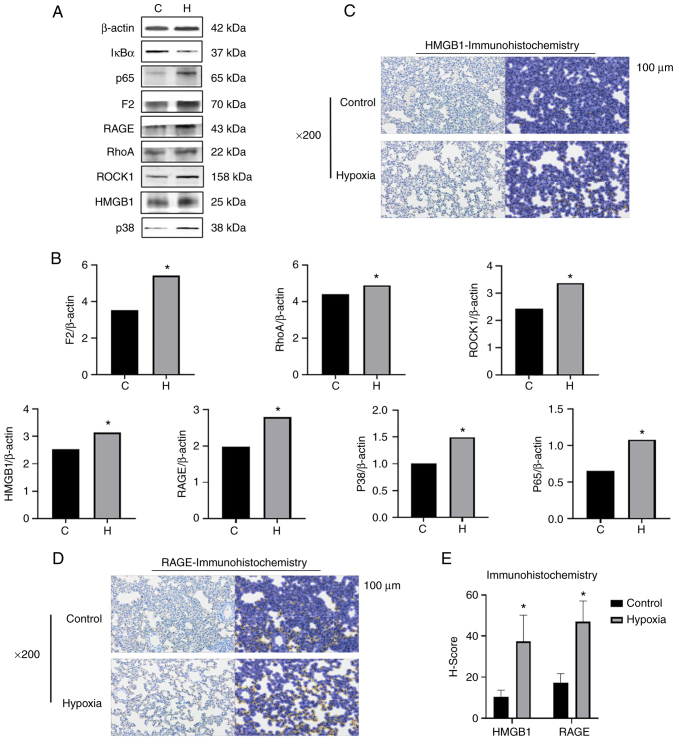 A
C H
β-actin 42 kDa
IκBα 37 kDa
p65 65 kDa
F2 70 kDa
RAGE 43 kDa
RhoA 22 kDa
ROCK1 158 kDa
HMGB1 25 kDa
p38 38 kDa
C
HMGB1-Immunohistochemistry
100 μm
Control
×200
Hypoxia
B
F2/β-actin
6
4
2
0
*
C H
RhoA/β-actin
6
4
2
0
*
C H
ROCK1/β-actin
4
3
2
1
0
*
C H
HMGB1/β-actin
4
3
2
1
0
*
C H
RAGE/β-actin
3
2
1
0
*
C H
P38/β-actin
2.0
1.5
1.0
0.5
0.0
*
C H
P65/β-actin
1.5
1.0
0.5
0.0
*
C H
D
RAGE-Immunohistochemistry
100 μm
Control
×200
Hypoxia
E
Immunohistochemistry
H-Score
60
40
20
0
* *
HMGB1 RAGE
Control
Hypoxia